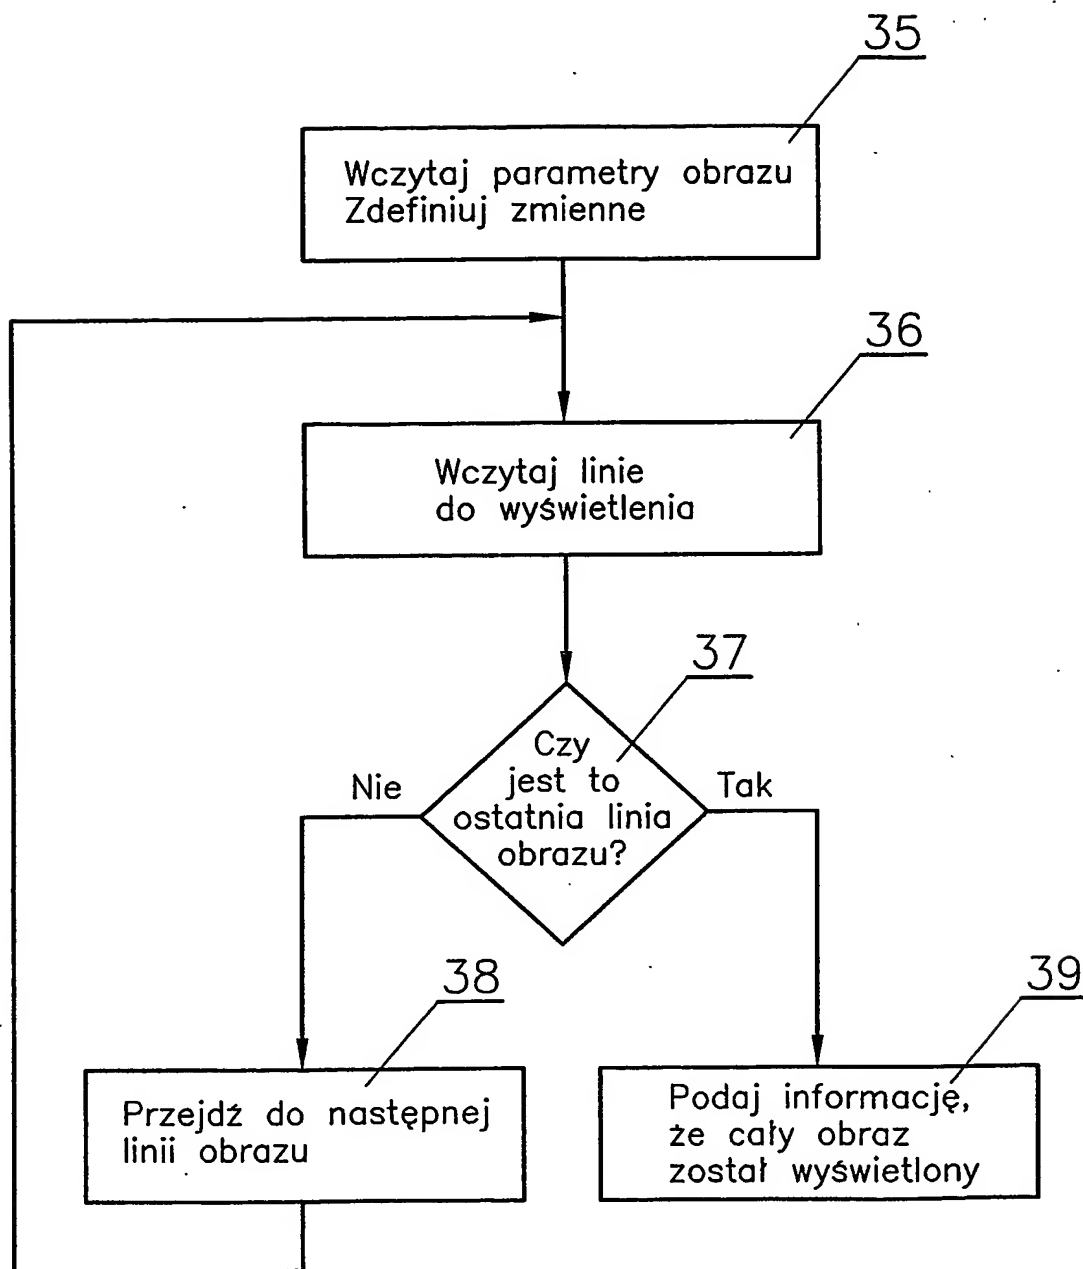 35
Wczytaj parametry obrazu
Zdefiniuj zmienne
36
Wczytaj linie
do wyświetlenia
37
Czy
jest to
ostatnia linia
obrazu?
Nie
Tak
38
Przejdź do następnej
linii obrazu
39
Podaj informację,
że cały obraz
został wyświetlony